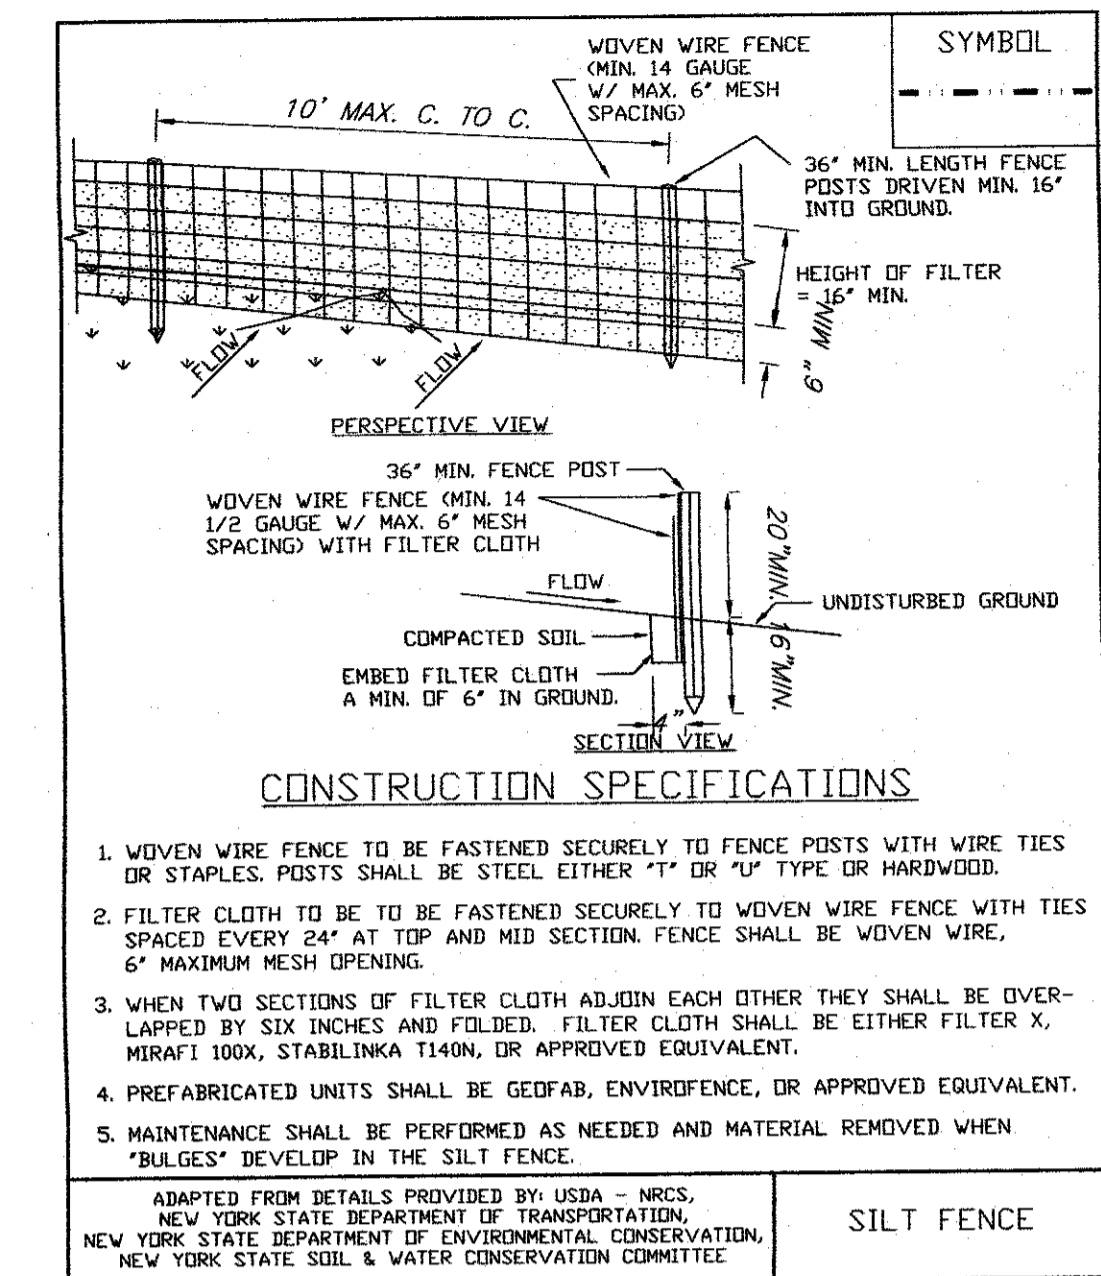 WOVEN WIRE FENCE
(MIN. 14 GAUGE
W/ MAX. 6" MESH
SPACING)
SYMBOL
10' MAX. C. TO C.
36" MIN. LENGTH FENCE
POSTS DRIVEN MIN. 16"
INTO GROUND.
HEIGHT OF FILTER
= 16" MIN.
6" MIN
FLOW
FLOW
PERSPECTIVE VIEW
36" MIN. FENCE POST
WOVEN WIRE FENCE (MIN. 14
1/2 GAUGE W/ MAX. 6" MESH
SPACING) WITH FILTER CLOTH
20"MIN.
FLOW
UNDISTURBED GROUND
COMPACTED SOIL
16"MIN.
EMBED FILTER CLOTH
A MIN. OF 6" IN GROUND.
4"
SECTION VIEW
CONSTRUCTION SPECIFICATIONS
1. WOVEN WIRE FENCE TO BE FASTENED SECURELY TO FENCE POSTS WITH WIRE TIES
OR STAPLES. POSTS SHALL BE STEEL EITHER "T" OR "U" TYPE OR HARDWOOD.
2. FILTER CLOTH TO BE TO BE FASTENED SECURELY TO WOVEN WIRE FENCE WITH TIES
SPACED EVERY 24" AT TOP AND MID SECTION. FENCE SHALL BE WOVEN WIRE,
6" MAXIMUM MESH OPENING.
3. WHEN TWO SECTIONS OF FILTER CLOTH ADJOIN EACH OTHER THEY SHALL BE OVER-
LAPPED BY SIX INCHES AND FOLDED. FILTER CLOTH SHALL BE EITHER FILTER X,
MIRAFI 100X, STABILINKA T140N, OR APPROVED EQUIVALENT.
4. PREFABRICATED UNITS SHALL BE GEOFAB, ENVIROFENCE, OR APPROVED EQUIVALENT.
5. MAINTENANCE SHALL BE PERFORMED AS NEEDED AND MATERIAL REMOVED WHEN
"BULGES" DEVELOP IN THE SILT FENCE.
ADAPTED FROM DETAILS PROVIDED BY: USDA - NRCS,
NEW YORK STATE DEPARTMENT OF TRANSPORTATION,
NEW YORK STATE DEPARTMENT OF ENVIRONMENTAL CONSERVATION,
NEW YORK STATE SOIL & WATER CONSERVATION COMMITTEE
SILT FENCE